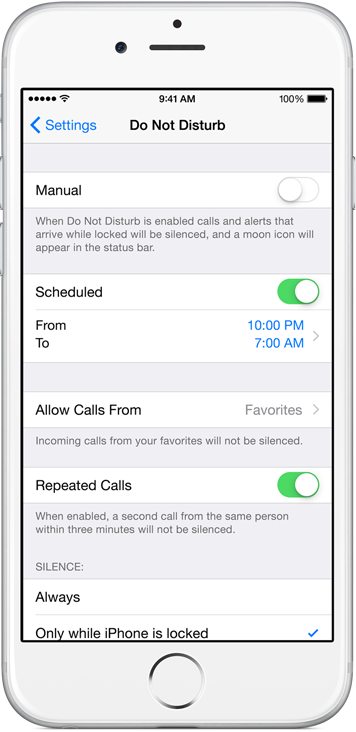 9:41 AM
100%
Settings
Do Not Disturb
Manual
When Do Not Disturb is enabled calls and alerts that
arrive while locked will be silenced, and a moon icon will
appear in the status bar.
Scheduled
From
10:00 PM
To
7:00 AM
Allow Calls From
Favorites
Incoming calls from your favorites will not be silenced.
Repeated Calls
When enabled, a second call from the same person
within three minutes will not be silenced.
SILENCE:
Always
Only while iPhone is locked